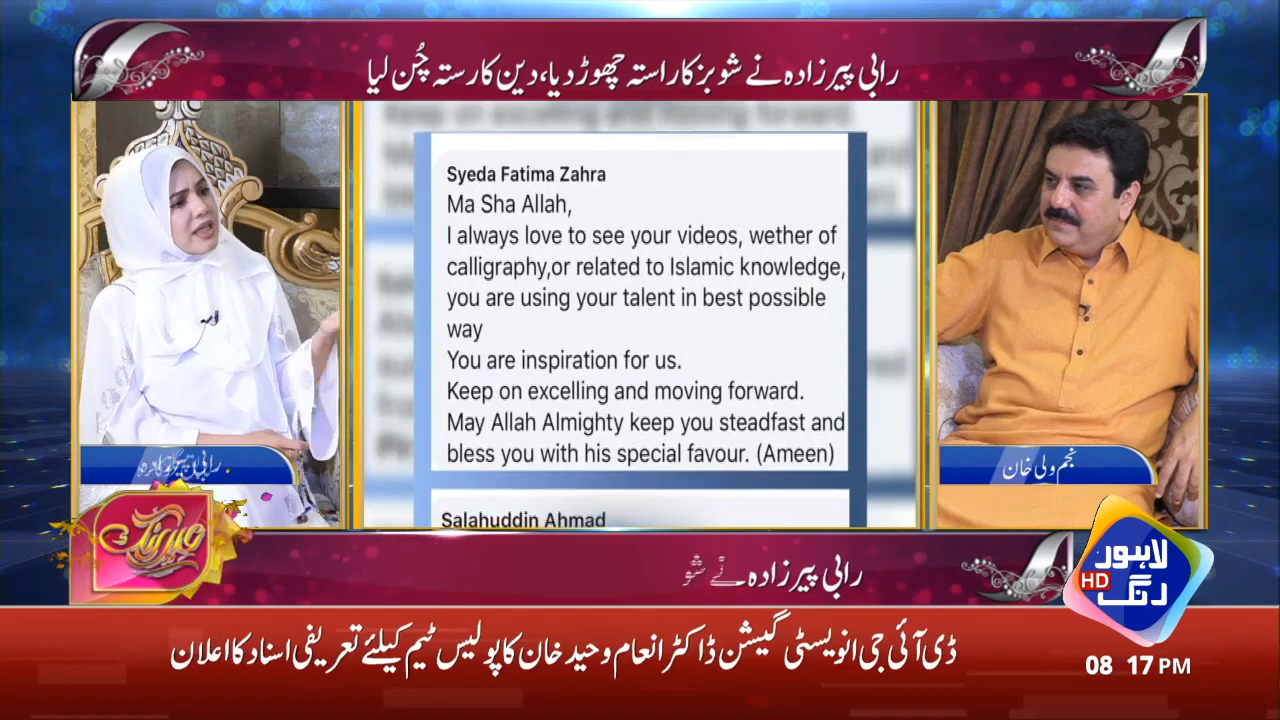 رابی پیرزادہ نے شوبز کا راستہ چھوڑ دیا، دین کا رستہ چُن لیا
Syeda Fatima Zahra
Ma Sha Allah,
I always love to see your videos, wether of
calligraphy,or related to Islamic knowledge,
you are using your talent in best possible
way
You are inspiration for us.
Keep on excelling and moving forward.
May Allah Almighty keep you steadfast and
bless you with his special favour. (Ameen)
Salahuddin Ahmad
رابی پیرزادہ
نجم ولی خان
رابی پیرزادہ نے شو
لاہور
رنگ
HD
ڈی آئی جی انویسٹی گیشن ڈاکٹر انعام وحید خان کا پولیس ٹیم کیلئے تعریفی اسناد کا اعلان
08 17 PM